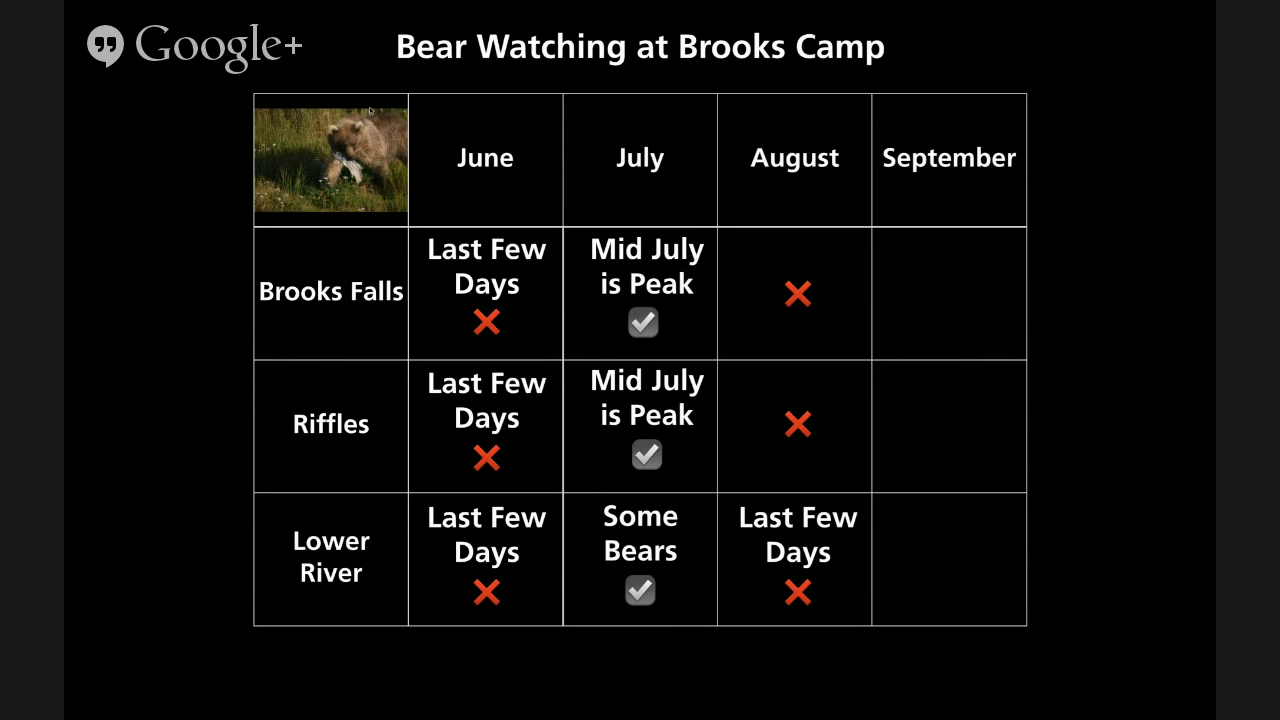 Google+
Bear Watching at Brooks Camp
June
July
August
September
Brooks Falls
Last Few
Days
Mid July
is Peak
Riffles
Last Few
Days
Mid July
is Peak
Lower
River
Last Few
Days
Some
Bears
Last Few
Days